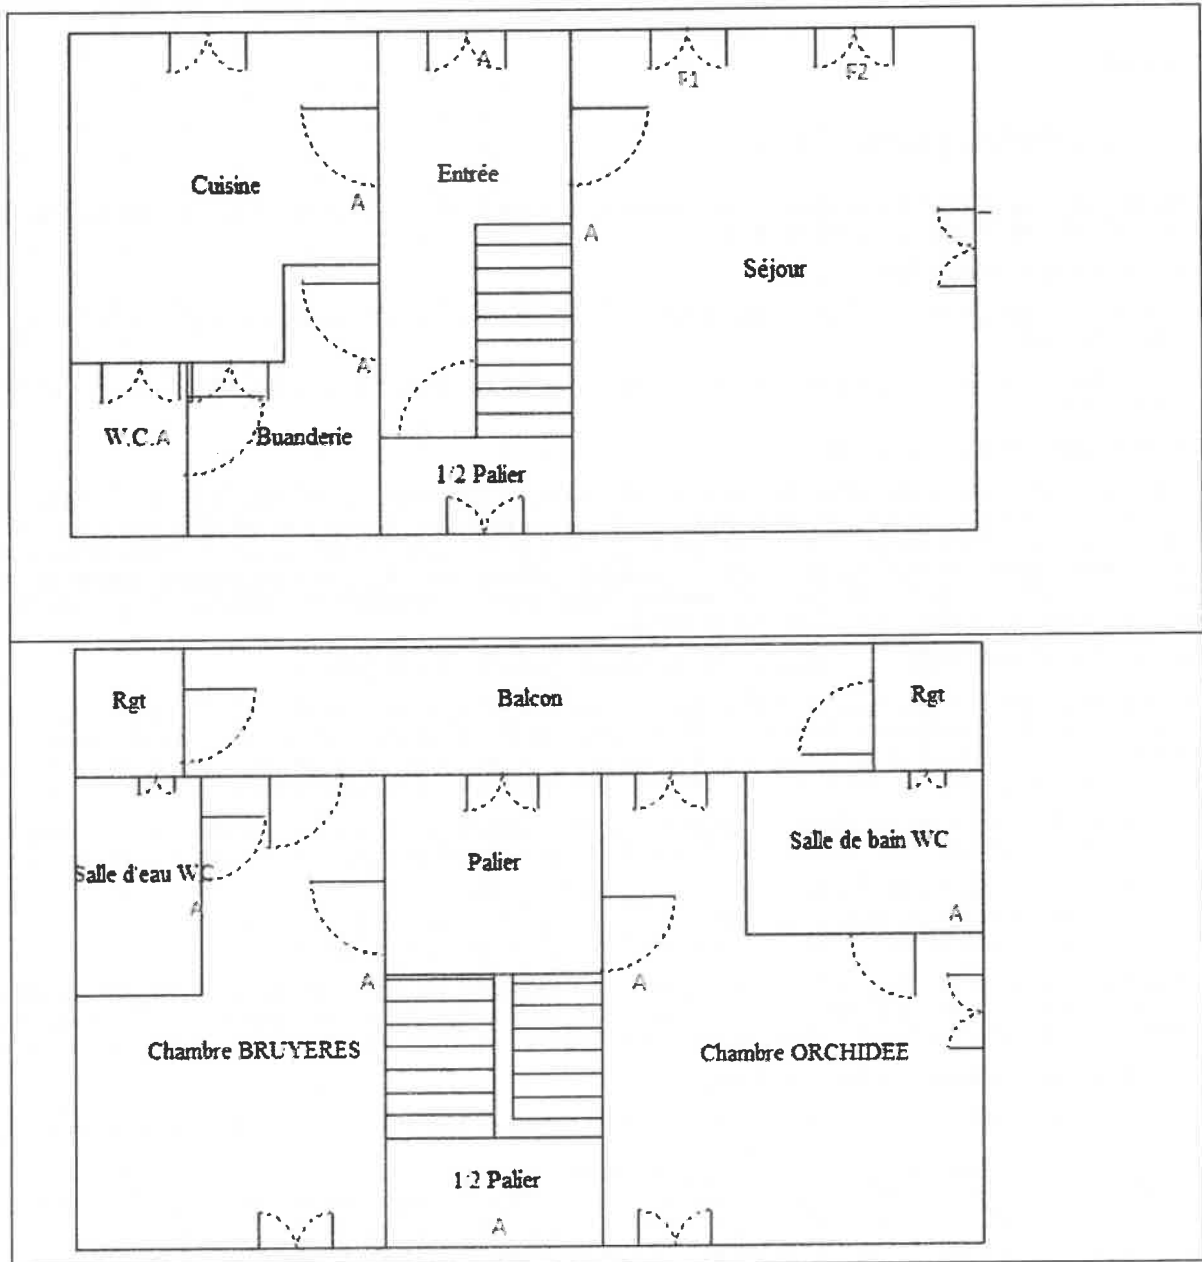 A
F1
F2
Entrée
Cuisine
A
A
Séjour
A
W.C.A
Buanderie
1/2 Palier
Rgt
Balcon
Rgt
Salle de bain WC
Palier
Salle d'eau WC
A
A
A
A
Chambre BRUYERES
Chambre ORCHIDEE
1/2 Palier
A